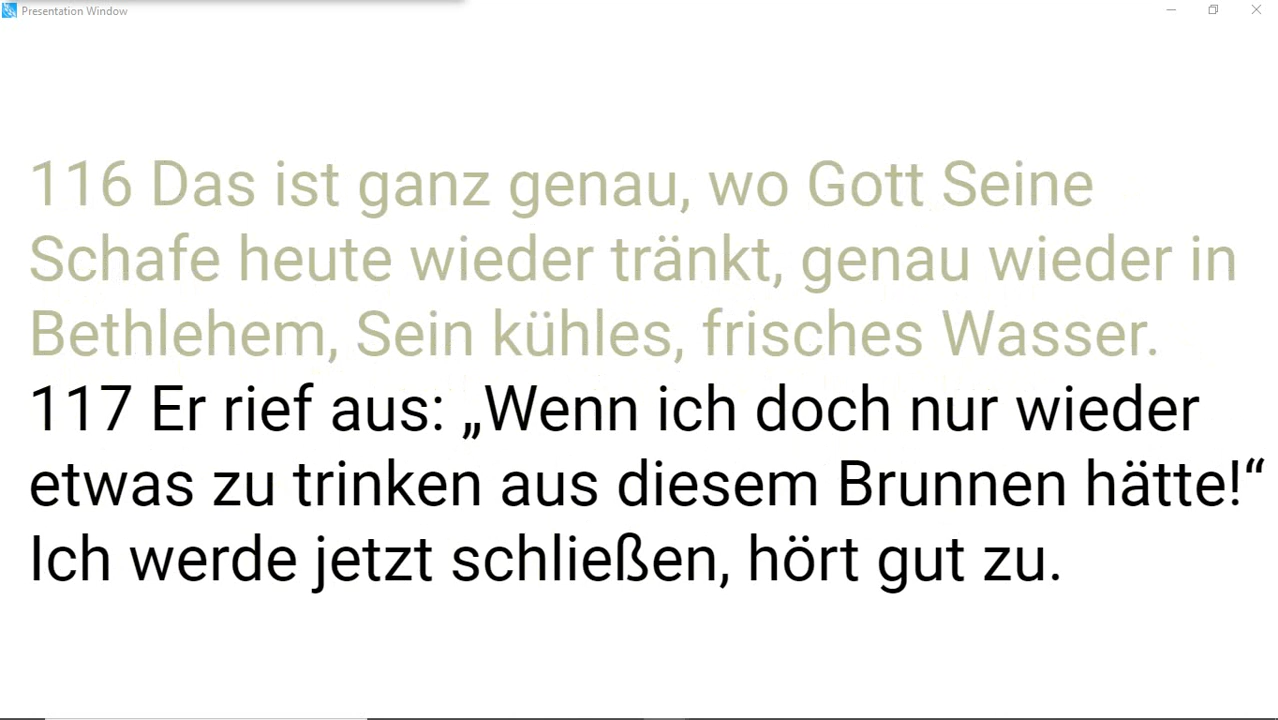 Presentation Window
116 Das ist ganz genau, wo Gott Seine
Schafe heute wieder tränkt, genau wieder in
Bethlehem, Sein kühles, frisches Wasser.
117 Er rief aus: „Wenn ich doch nur wieder
etwas zu trinken aus diesem Brunnen hätte!“
Ich werde jetzt schließen, hört gut zu.